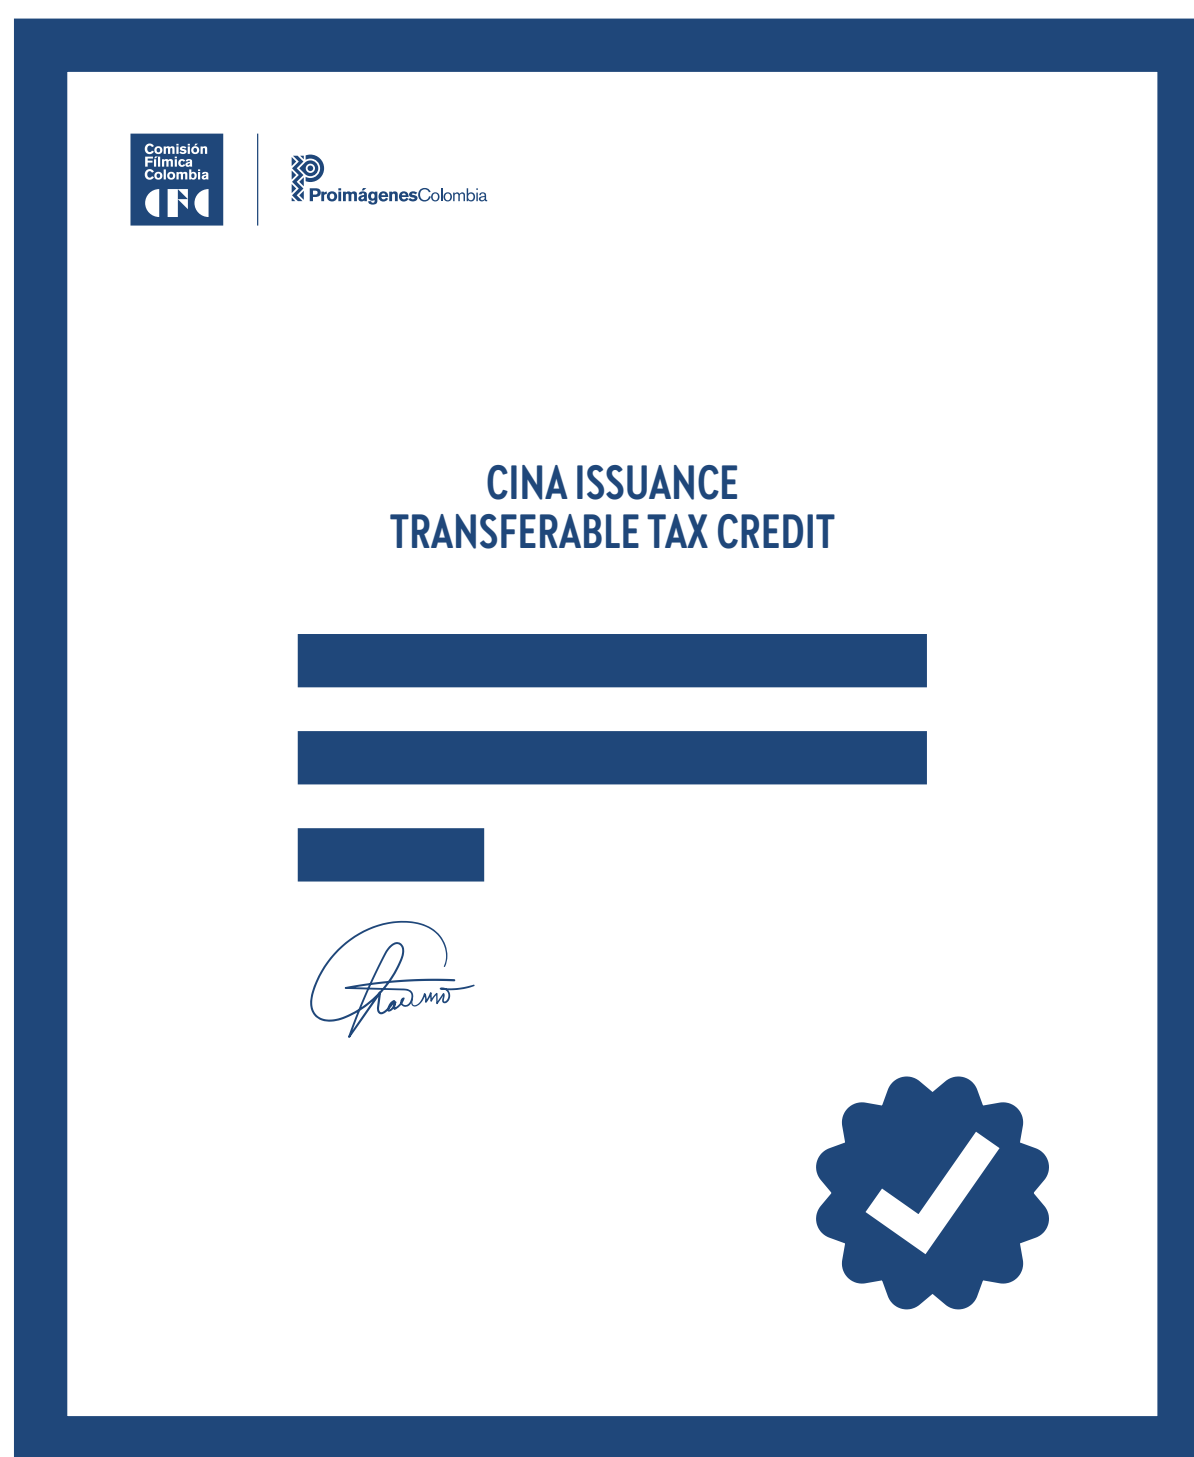 Comisión
Fílmica
Colombia
CFC
ProimágenesColombia
CINA ISSUANCE
TRANSFERABLE TAX CREDIT